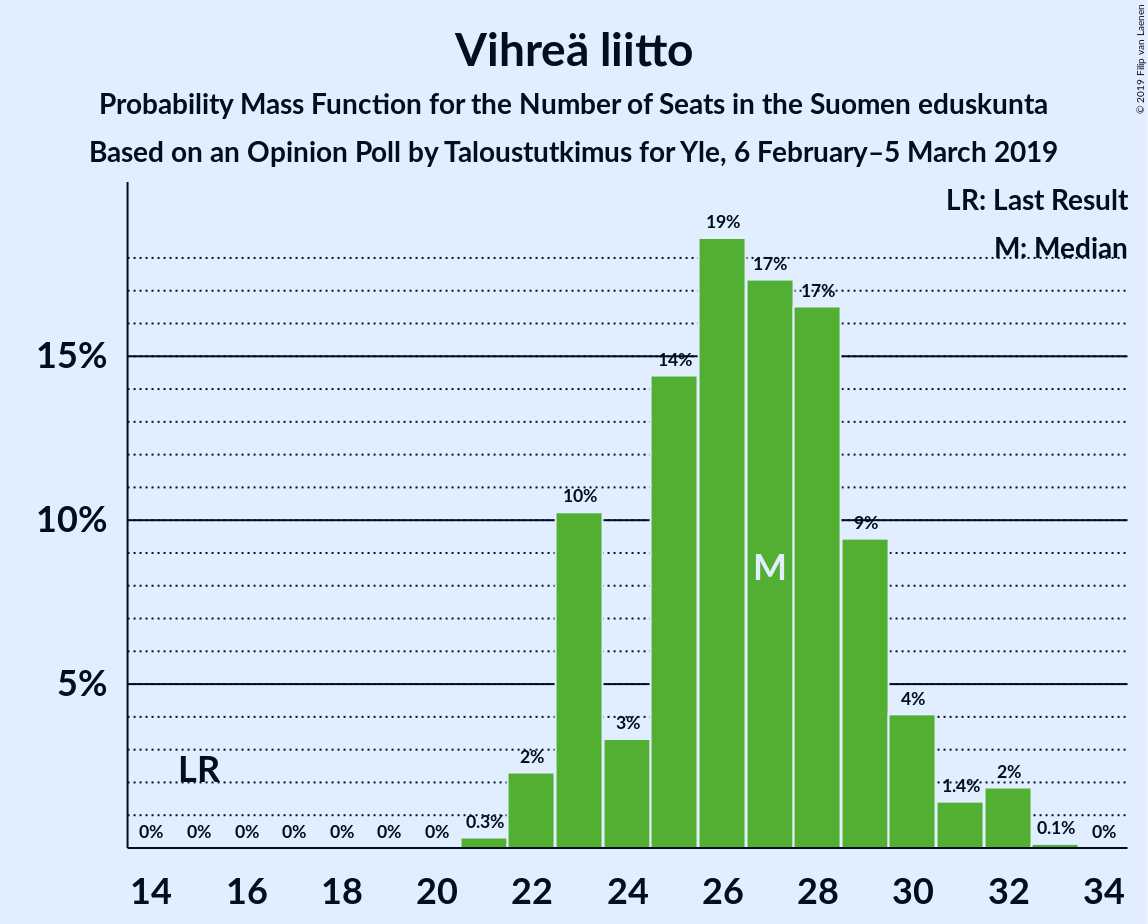 © 2019 Filip van Laenen
Vihreä liitto
Probability Mass Function for the Number of Seats in the Suomen eduskunta
Based on an Opinion Poll by Taloustutkimus for Yle, 6 February–5 March 2019
LR: Last Result
M: Median
19%
17%
17%
15%
14%
10%
10%
9%
M
5%
4%
3%
2%
LR
2%
1.4%
0% 0% 0% 0% 0% 0% 0% 0.3% 0.1% 0%
14 16 18 20 22 24 26 28 30 32 34